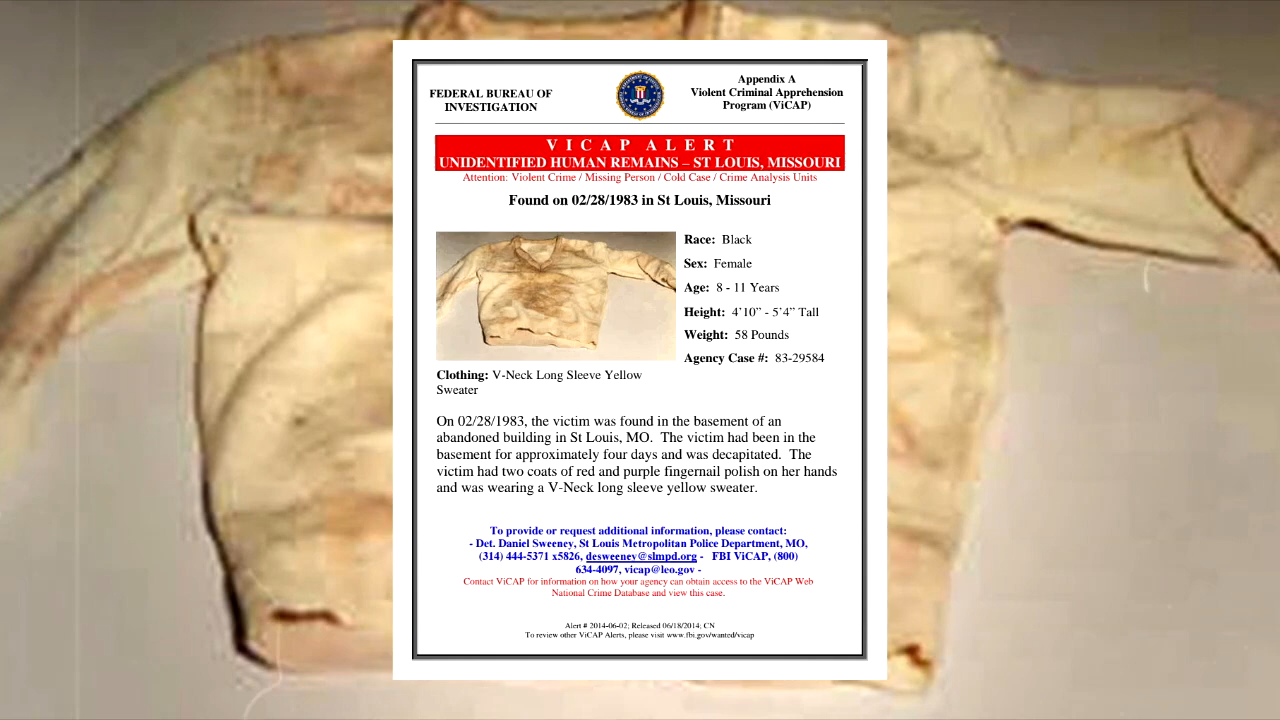 FEDERAL BUREAU OF
INVESTIGATION
Appendix A
Violent Criminal Apprehension
Program (ViCAP)
VICAP ALERT
UNIDENTIFIED HUMAN REMAINS – ST LOUIS, MISSOURI
Attention: Violent Crime / Missing Person / Cold Case / Crime Analysis Units
Found on 02/28/1983 in St Louis, Missouri
Race: Black
Sex: Female
Age: 8 - 11 Years
Height: 4’10” - 5’4” Tall
Weight: 58 Pounds
Agency Case #: 83-29584
Clothing: V-Neck Long Sleeve Yellow
Sweater
On 02/28/1983, the victim was found in the basement of an
abandoned building in St Louis, MO. The victim had been in the
basement for approximately four days and was decapitated. The
victim had two coats of red and purple fingernail polish on her hands
and was wearing a V-Neck long sleeve yellow sweater.
To provide or request additional information, please contact:
- Det. Daniel Sweeney, St Louis Metropolitan Police Department, MO,
(314) 444-5371 x5826, desweeney@slmpd.org - FBI ViCAP, (800)
634-4097, vicap@leo.gov -
Contact ViCAP for information on how your agency can obtain access to the ViCAP Web
National Crime Database and view this case.
Alert # 2014-06-02; Released 06/18/2014; CN
To review other ViCAP Alerts, please visit www.fbi.gov/wanted/vicap